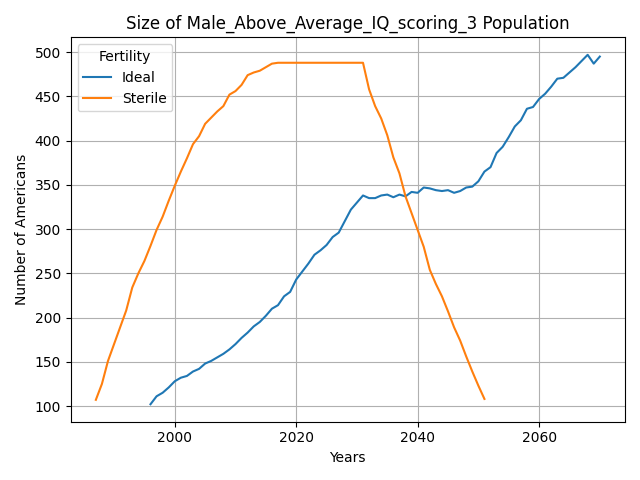 Size of Male_Above_Average_IQ_scoring_3 Population
Fertility
Ideal
Sterile
Number of Americans
500
450
400
350
300
250
200
150
100
2000 2020 2040 2060
Years